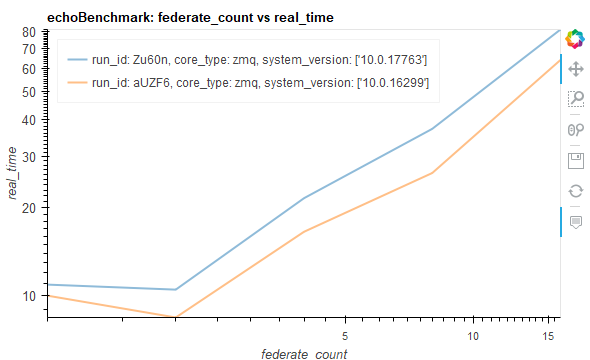 echoBenchmark: federate_count vs real_time
run_id: Zu60n, core_type: zmq, system_version: ['10.0.17763']
run_id: aUZF6, core_type: zmq, system_version: ['10.0.16299']
80
70
60
50
40
30
20
10
real_time
5
10
15
federate_count